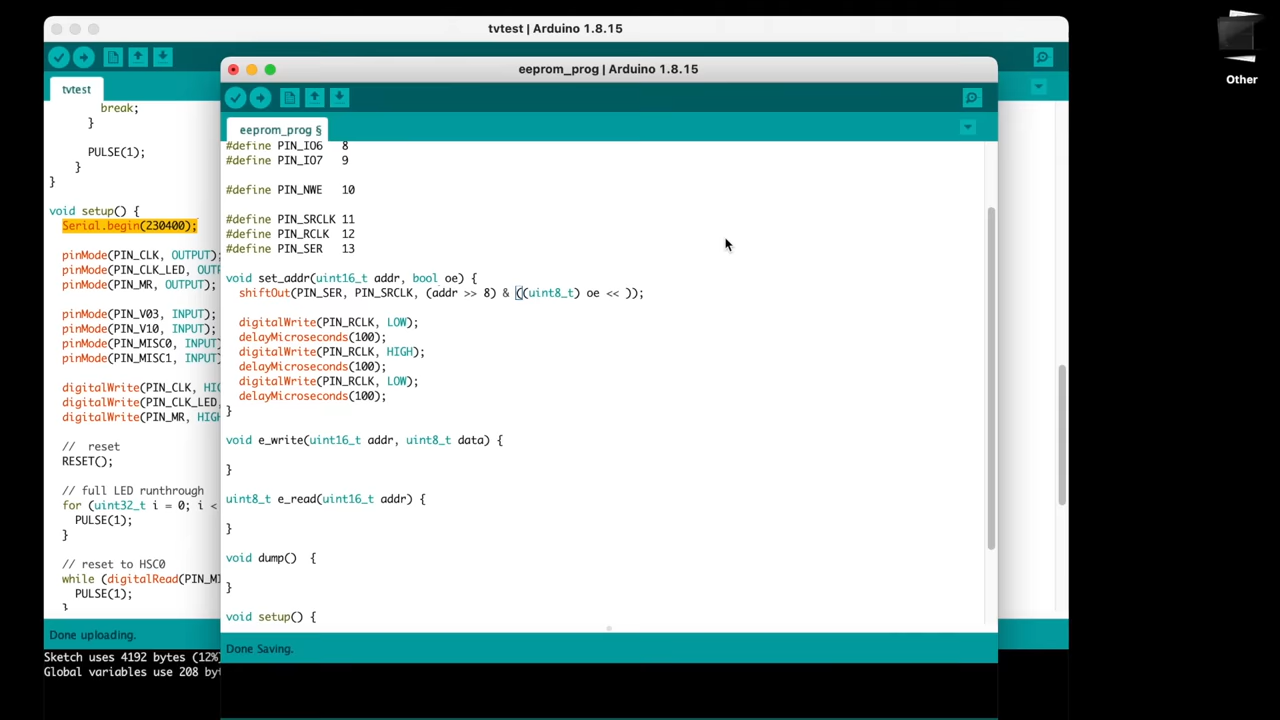 tvtest | Arduino 1.8.15
tvtest
break;
}
PULSE(1);
}
}
void setup() {
Serial.begin(230400);
pinMode(PIN_CLK, OUTPUT);
pinMode(PIN_CLK_LED, OUTP
pinMode(PIN_MR, OUTPUT);
pinMode(PIN_V03, INPUT);
pinMode(PIN_V10, INPUT);
pinMode(PIN_MISC0, INPUT
pinMode(PIN_MISC1, INPUT
digitalWrite(PIN_CLK, HIG
digitalWrite(PIN_CLK_LED,
digitalWrite(PIN_MR, HIGH
// reset
RESET();
// full LED runthrough
for (uint32_t i = 0; i <
PULSE(1);
}
// reset to HSC0
while (digitalRead(PIN_MI
PULSE(1);
}
Done uploading.
Sketch uses 4192 bytes (12%)
Global variables use 208 byt
eeprom_prog | Arduino 1.8.15
eeprom_prog §
#define PIN_IO6 8
#define PIN_IO7 9
#define PIN_NWE 10
#define PIN_SRCLK 11
#define PIN_RCLK 12
#define PIN_SER 13
void set_addr(uint16_t addr, bool oe) {
shiftOut(PIN_SER, PIN_SRCLK, (addr >> 8) & ((uint8_t) oe << ));
digitalWrite(PIN_RCLK, LOW);
delayMicroseconds(100);
digitalWrite(PIN_RCLK, HIGH);
delayMicroseconds(100);
digitalWrite(PIN_RCLK, LOW);
delayMicroseconds(100);
}
void e_write(uint16_t addr, uint8_t data) {
}
uint8_t e_read(uint16_t addr) {
}
void dump() {
}
void setup() {
Done Saving.
Other